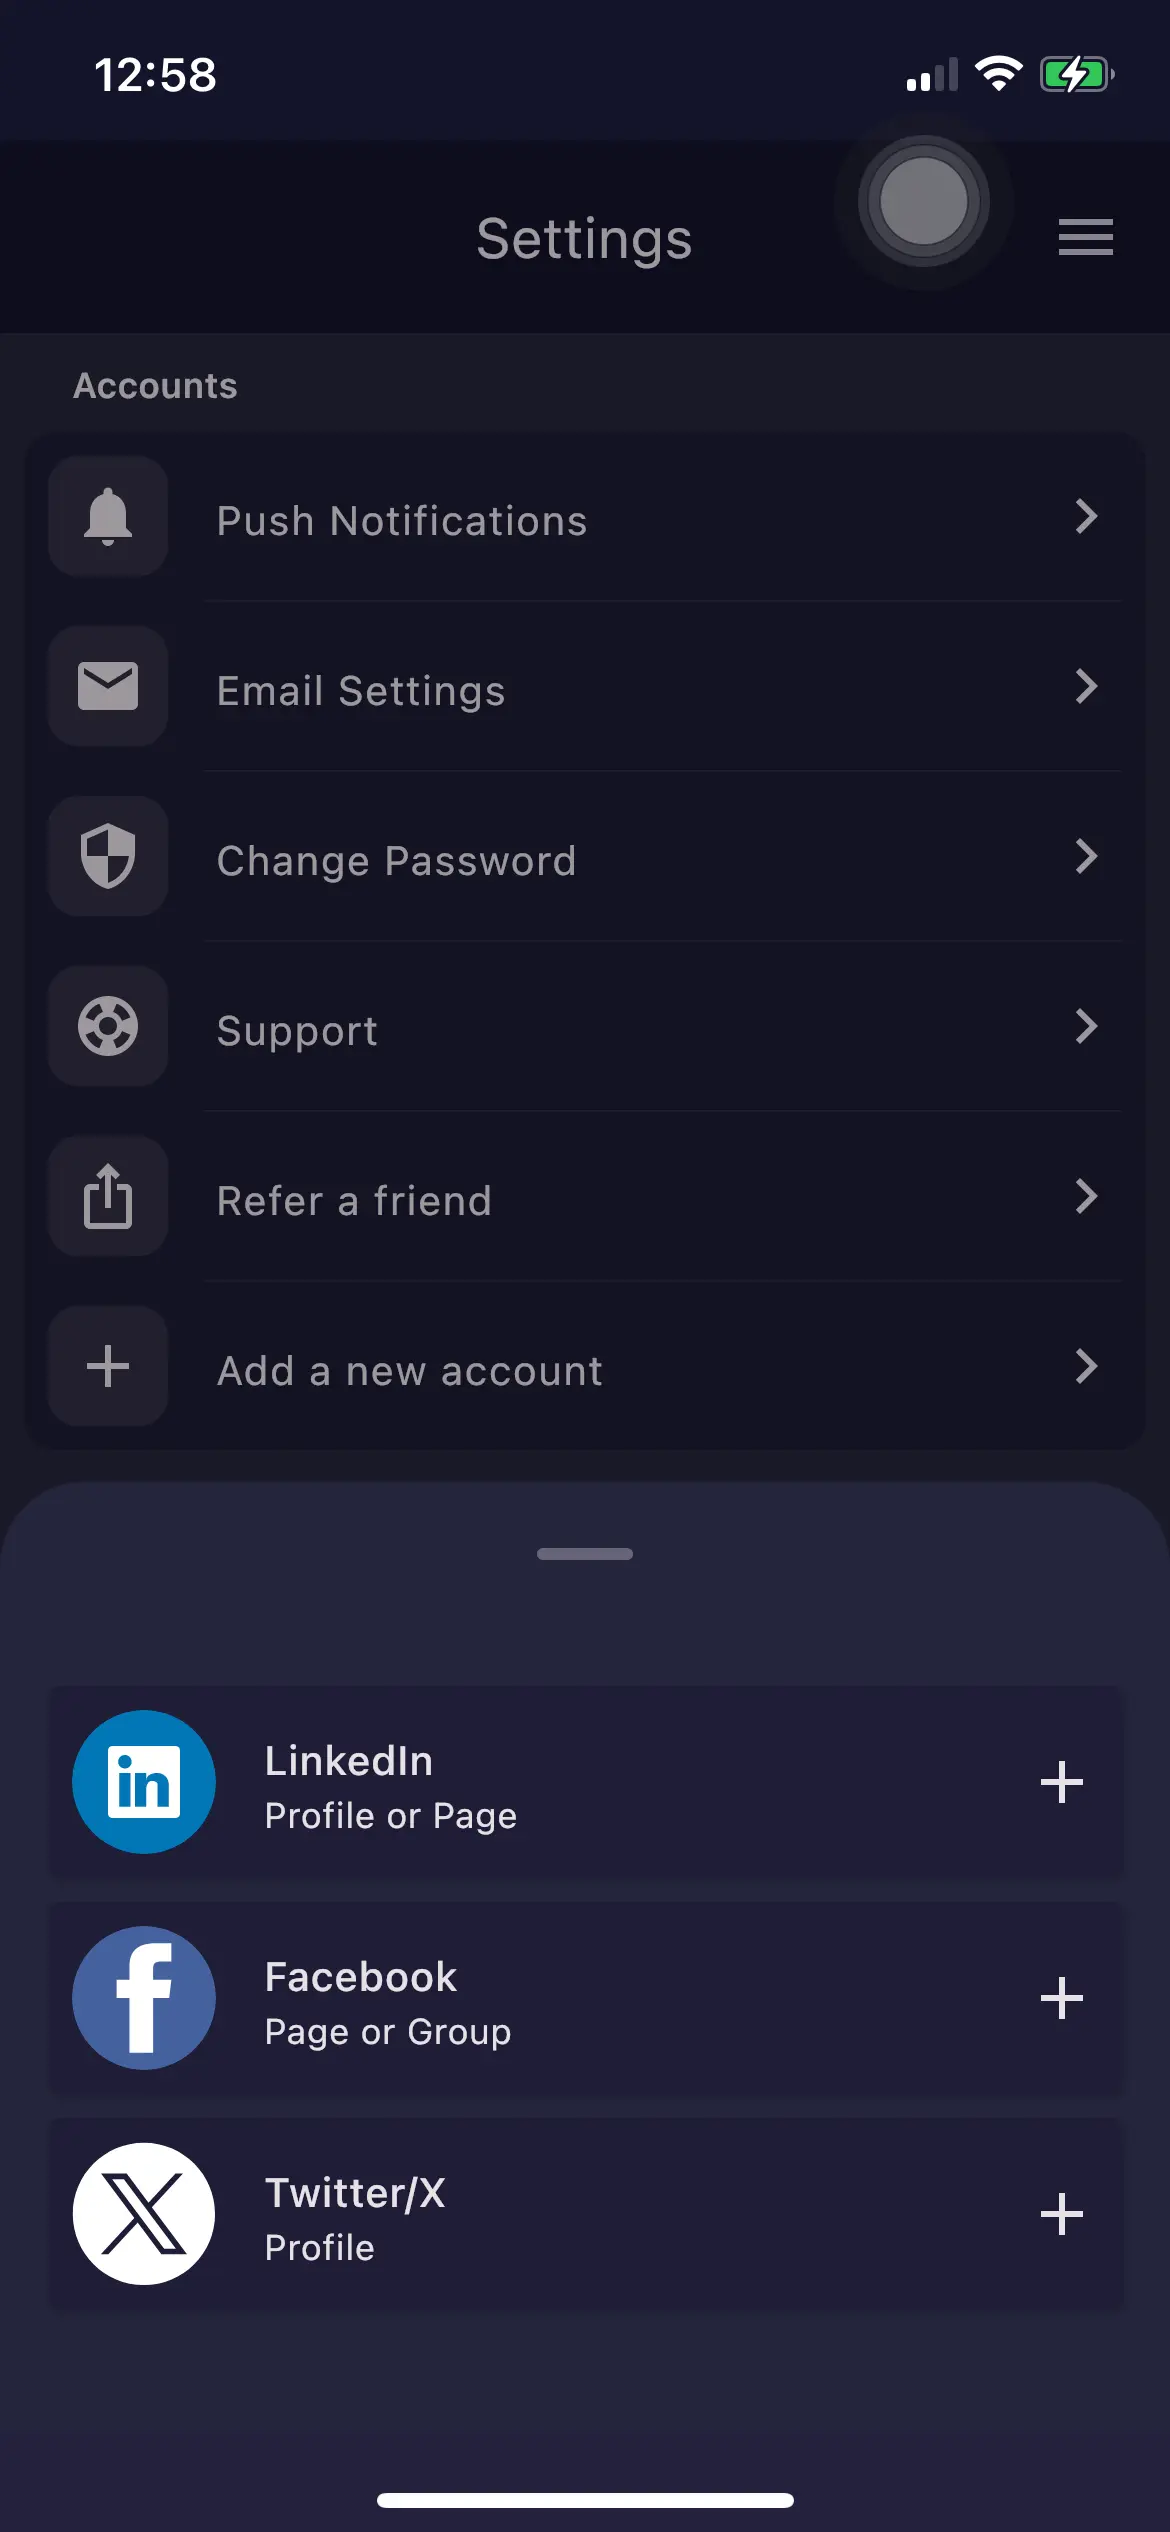 12:58
Settings
Accounts
Push Notifications
Email Settings
Change Password
Support
Refer a friend
Add a new account
in
LinkedIn
Profile or Page
f
Facebook
Page or Group
X
Twitter/X
Profile